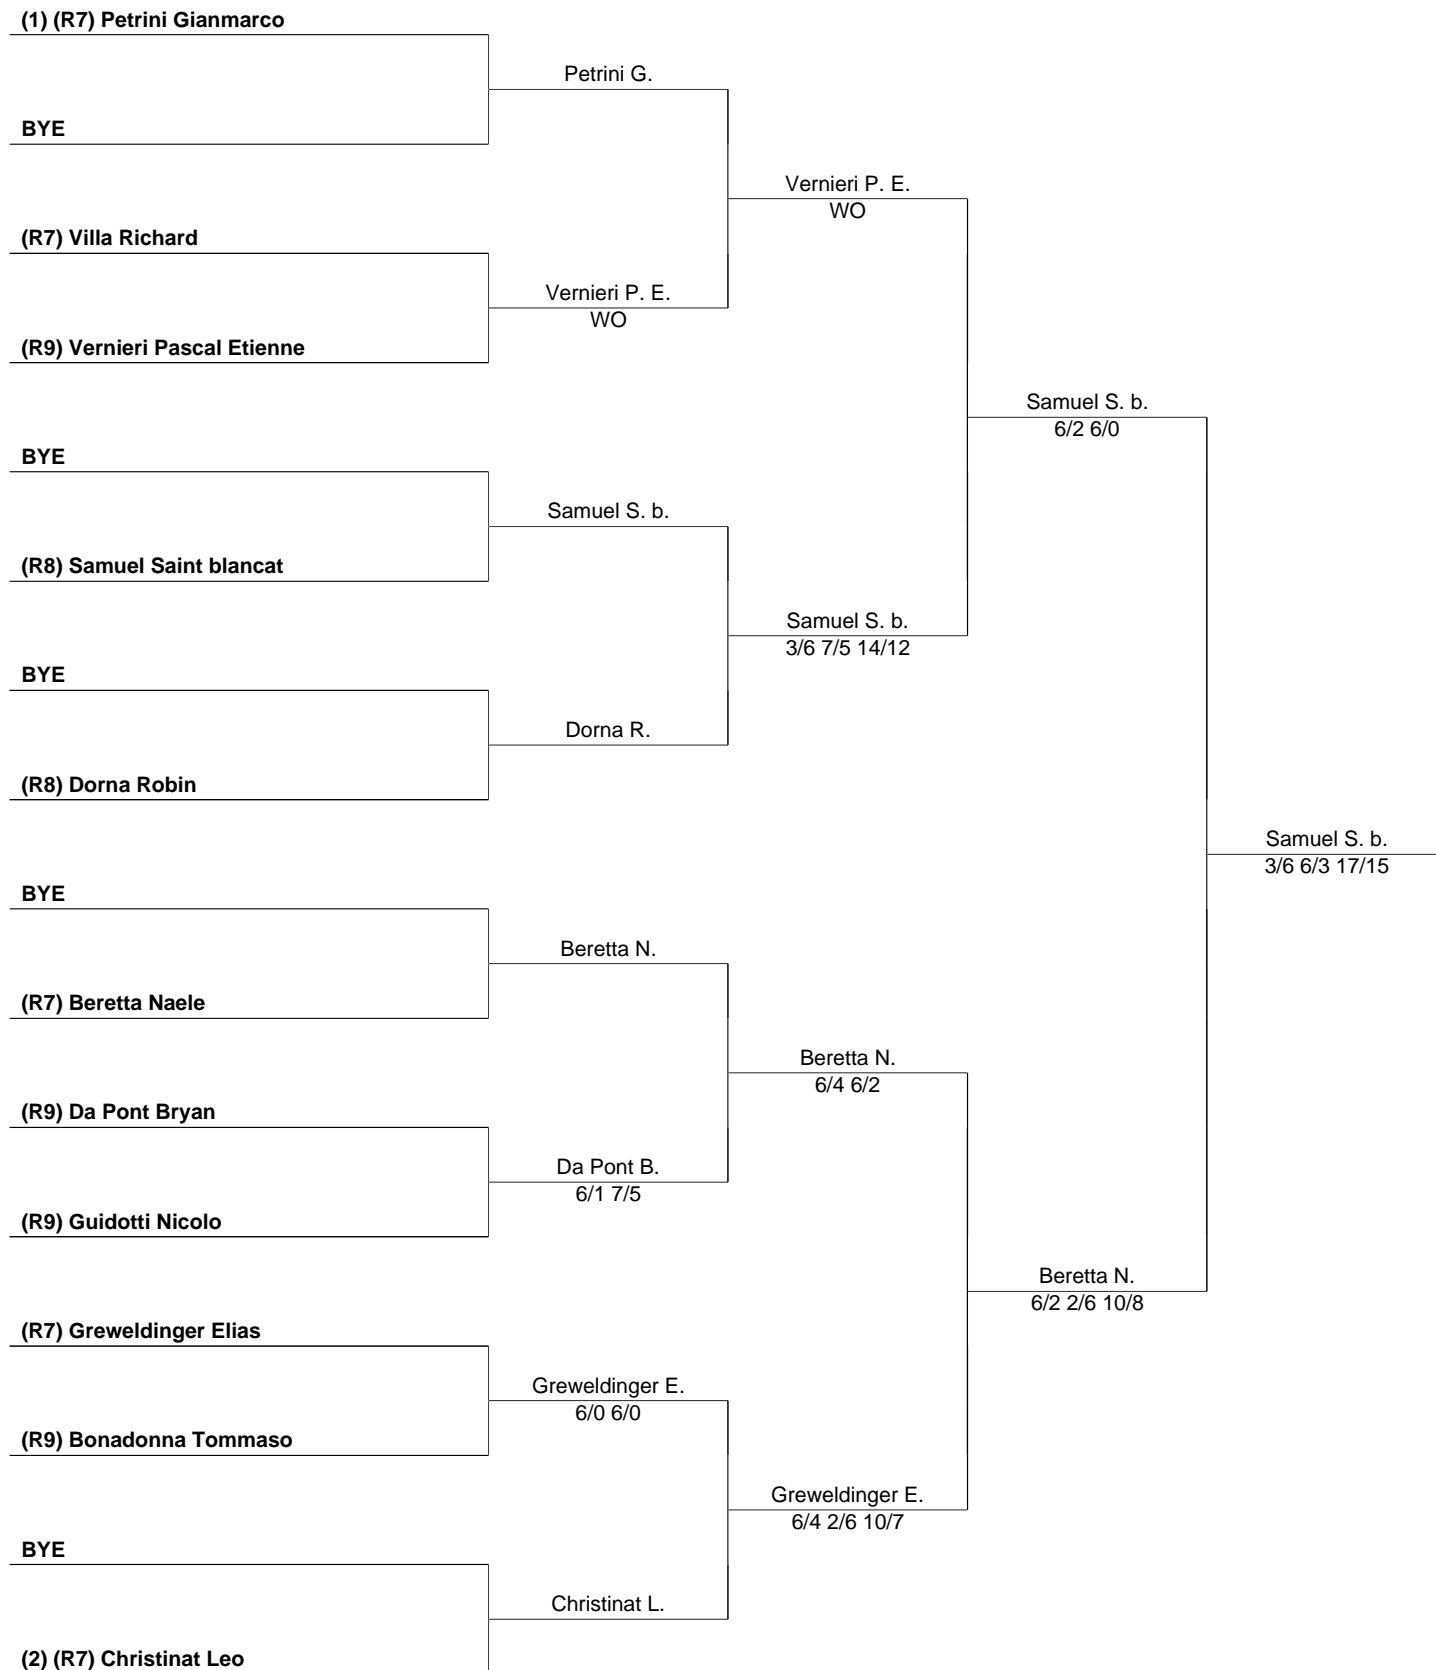 (1) (R7) Petrini Gianmarco
Petrini G.
BYE
Vernieri P. E.
WO
(R7) Villa Richard
Vernieri P. E.
WO
(R9) Vernieri Pascal Etienne
Samuel S. b.
6/2 6/0
BYE
Samuel S. b.
(R8) Samuel Saint blancat
Samuel S. b.
3/6 7/5 14/12
BYE
Dorna R.
(R8) Dorna Robin
Samuel S. b.
3/6 6/3 17/15
BYE
Beretta N.
(R7) Beretta Naele
Beretta N.
6/4 6/2
(R9) Da Pont Bryan
Da Pont B.
6/1 7/5
(R9) Guidotti Nicolo
Beretta N.
6/2 2/6 10/8
(R7) Greweldinger Elias
Greweldinger E.
6/0 6/0
(R9) Bonadonna Tommaso
Greweldinger E.
6/4 2/6 10/7
BYE
Christinat L.
(2) (R7) Christinat Leo